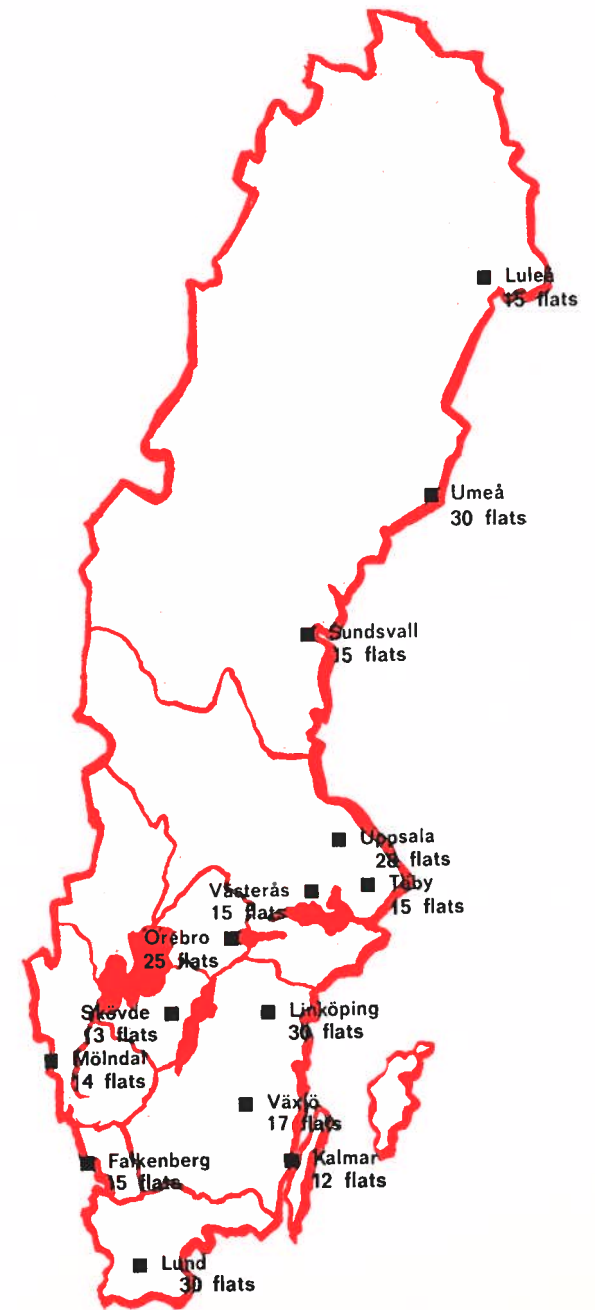 Luleå
15 flats
Umeå
30 flats
Sundsvall
15 flats
Uppsala
28 flats
Täby
15 flats
Västerås
15 flats
Örebro
25 flats
Skövde
13 flats
Linköping
30 flats
Mölndal
14 flats
Växjö
17 flats
Falkenberg
15 flats
Kalmar
12 flats
Lund
30 flats